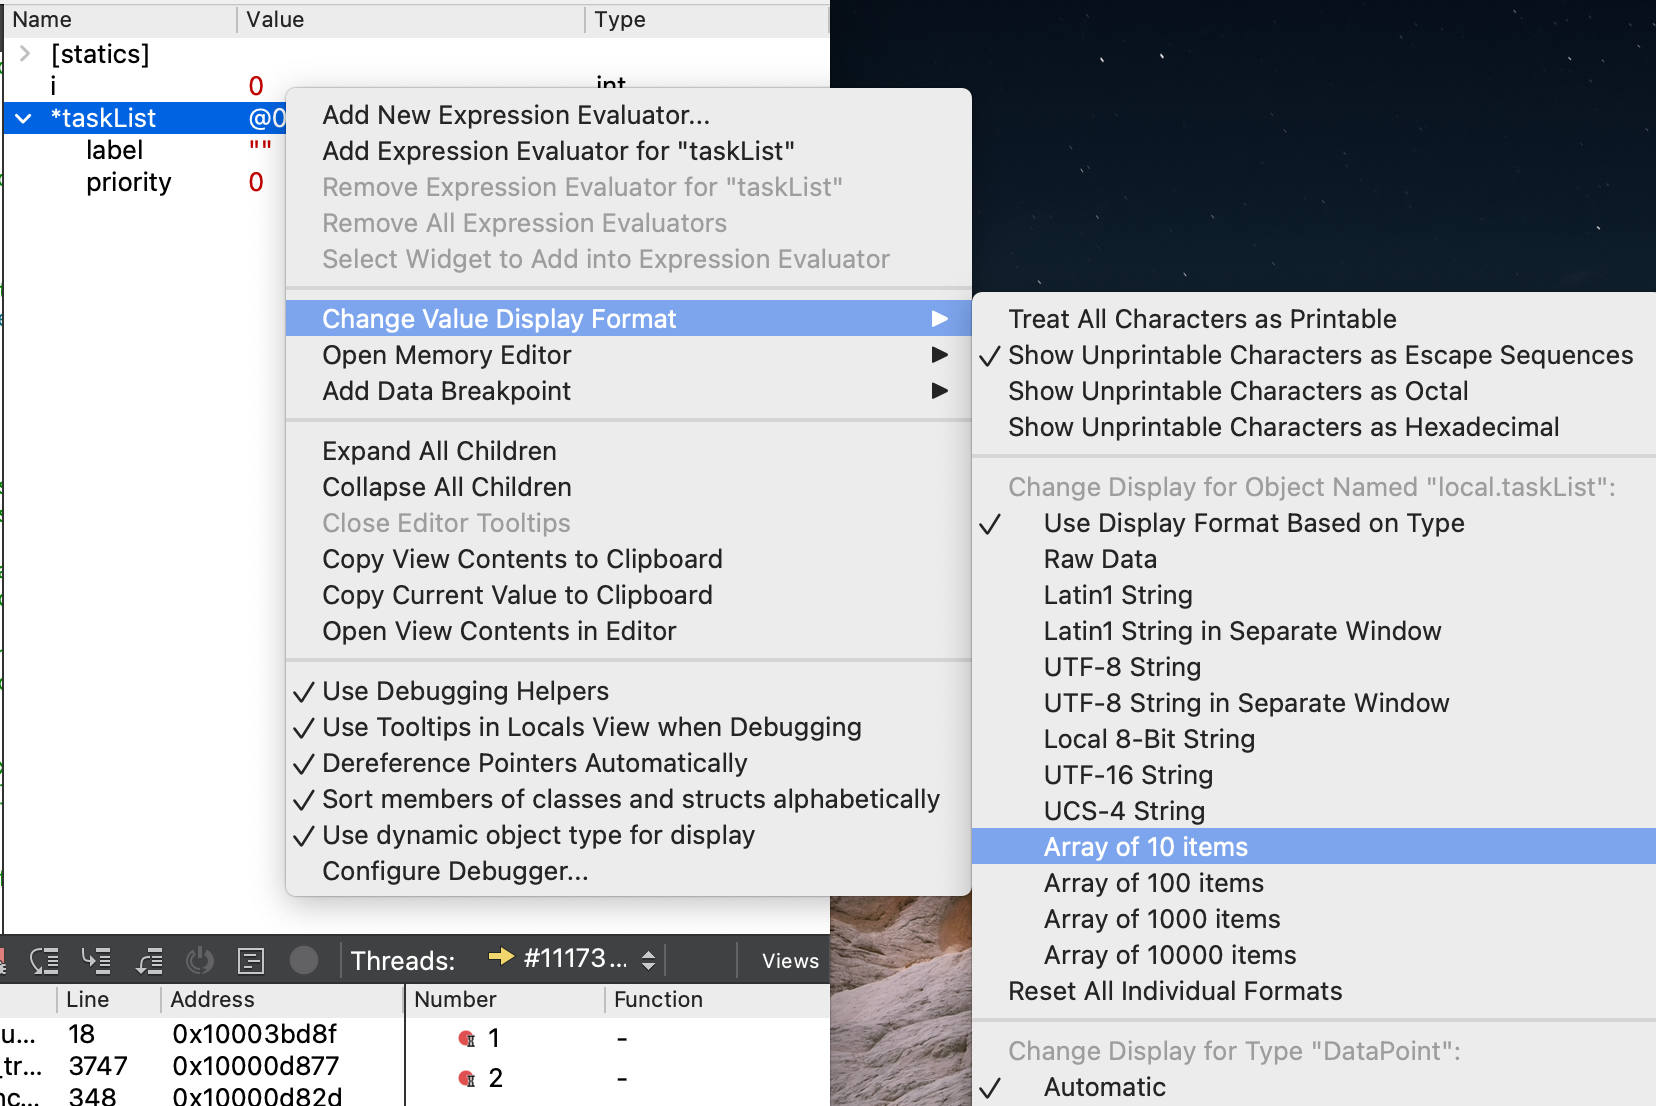 Name Value Type
[statics]
i 0 int
*taskList @0
label ""
priority 0
Add New Expression Evaluator...
Add Expression Evaluator for "taskList"
Remove Expression Evaluator for "taskList"
Remove All Expression Evaluators
Select Widget to Add into Expression Evaluator
Change Value Display Format
Open Memory Editor
Add Data Breakpoint
Expand All Children
Collapse All Children
Close Editor Tooltips
Copy View Contents to Clipboard
Copy Current Value to Clipboard
Open View Contents in Editor
Use Debugging Helpers
Use Tooltips in Locals View when Debugging
Dereference Pointers Automatically
Sort members of classes and structs alphabetically
Use dynamic object type for display
Configure Debugger...
Treat All Characters as Printable
Show Unprintable Characters as Escape Sequences
Show Unprintable Characters as Octal
Show Unprintable Characters as Hexadecimal
Change Display for Object Named "local.taskList":
Use Display Format Based on Type
Raw Data
Latin1 String
Latin1 String in Separate Window
UTF-8 String
UTF-8 String in Separate Window
Local 8-Bit String
UTF-16 String
UCS-4 String
Array of 10 items
Array of 100 items
Array of 1000 items
Array of 10000 items
Reset All Individual Formats
Change Display for Type "DataPoint":
Automatic
Threads: #11173... Views
Line Address
u... 18 0x10003bd8f
_tr... 3747 0x10000d877
nc... 348 0x10000d82d
Number Function
1 -
2 -